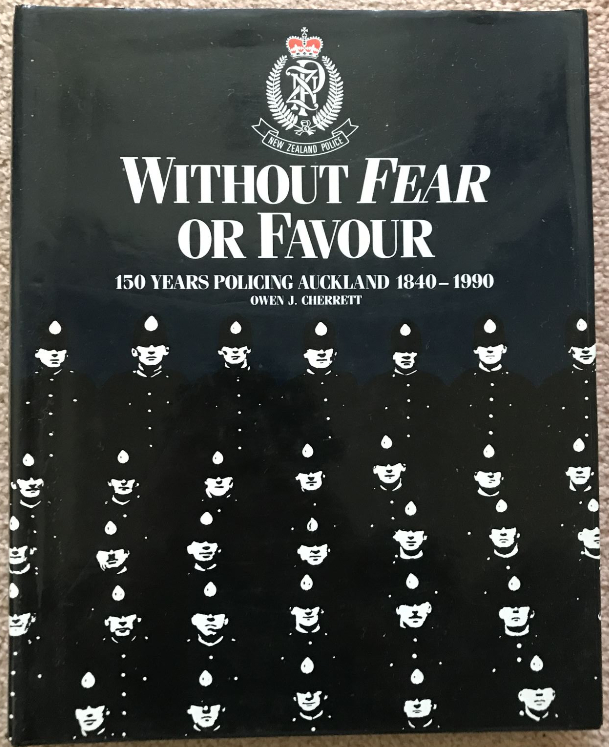 NEW ZEALAND POLICE
WITHOUT FEAR
OR FAVOUR
150 YEARS POLICING AUCKLAND 1840–1990
OWEN J. CHERRETT